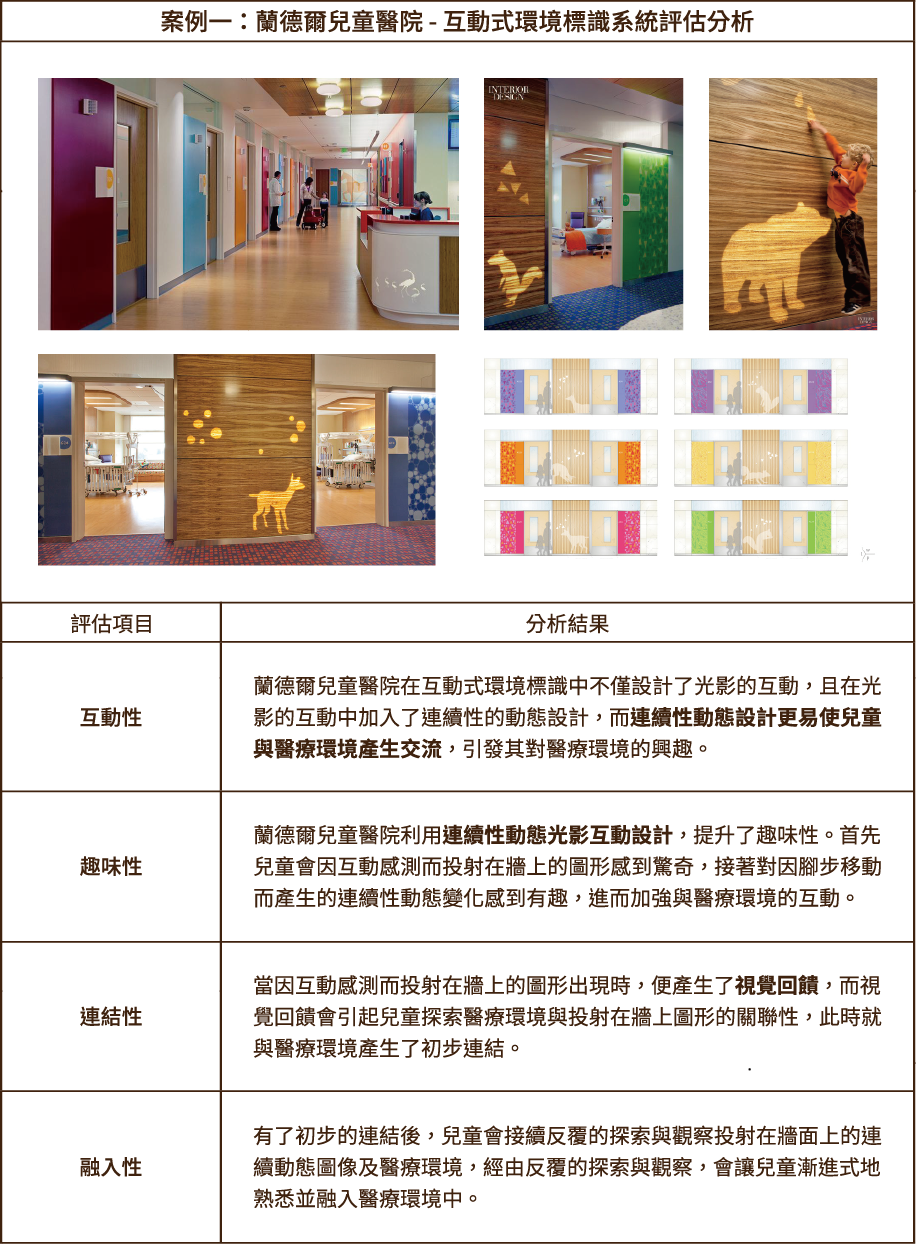 案例一：蘭德爾兒童醫院 - 互動式環境標識系統評估分析
INTERIOR
DESIGN
評估項目
分析結果
互動性
蘭德爾兒童醫院在互動式環境標識中不僅設計了光影的互動，且在光
影的互動中加入了連續性的動態設計，而連續性動態設計更易使兒童
與醫療環境產生交流，引發其對醫療環境的興趣。
趣味性
蘭德爾兒童醫院利用連續性動態光影互動設計，提升了趣味性。首先
兒童會因互動感測而投射在牆上的圖形感到驚奇，接著對因腳步移動
而產生的連續性動態變化感到有趣，進而加強與醫療環境的互動。
連結性
當因互動感測而投射在牆上的圖形出現時，便產生了視覺回饋，而視
覺回饋會引起兒童探索醫療環境與投射在牆上圖形的關聯性，此時就
與醫療環境產生了初步連結。
融入性
有了初步的連結後，兒童會接續反覆的探索與觀察投射在牆面上的連
續動態圖像及醫療環境，經由反覆的探索與觀察，會讓兒童漸進式地
熟悉並融入醫療環境中。